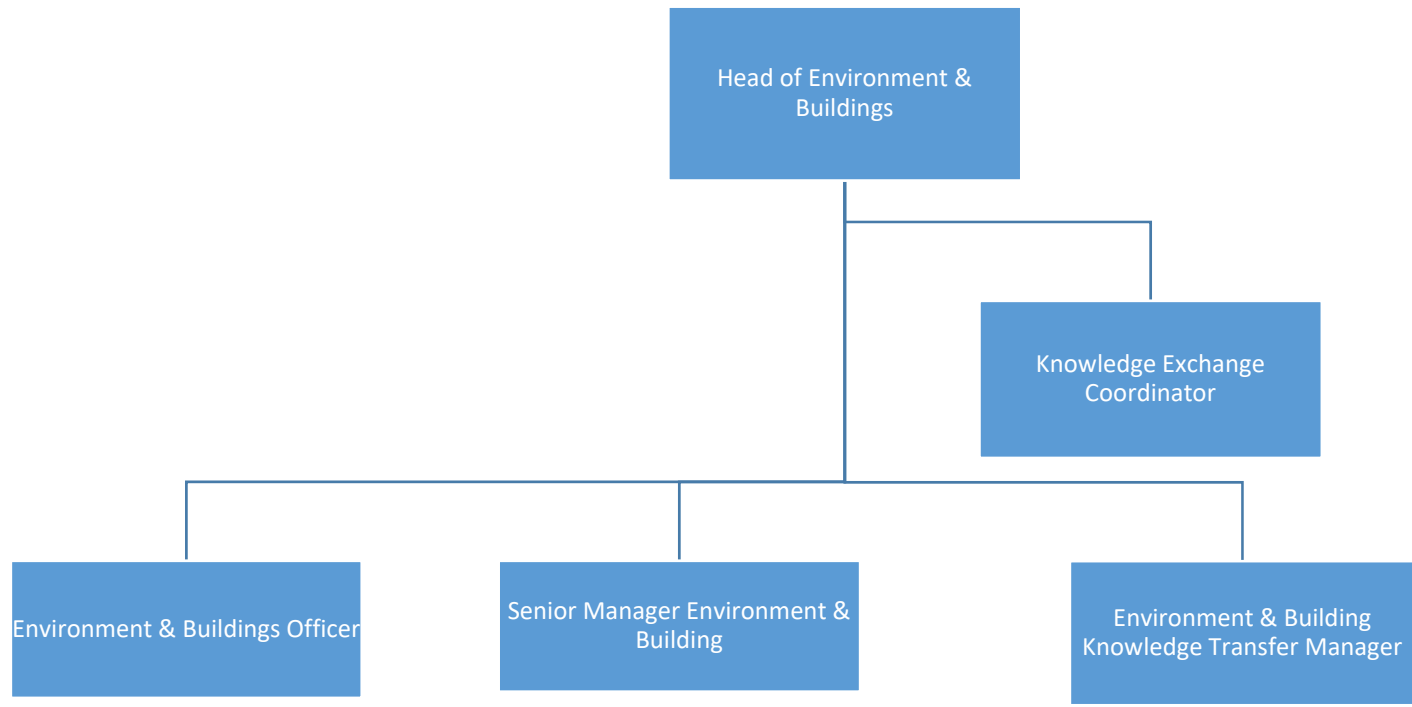 Head of Environment &
Buildings
Knowledge Exchange
Coordinator
Environment & Buildings Officer
Senior Manager Environment &
Building
Environment & Building
Knowledge Transfer Manager